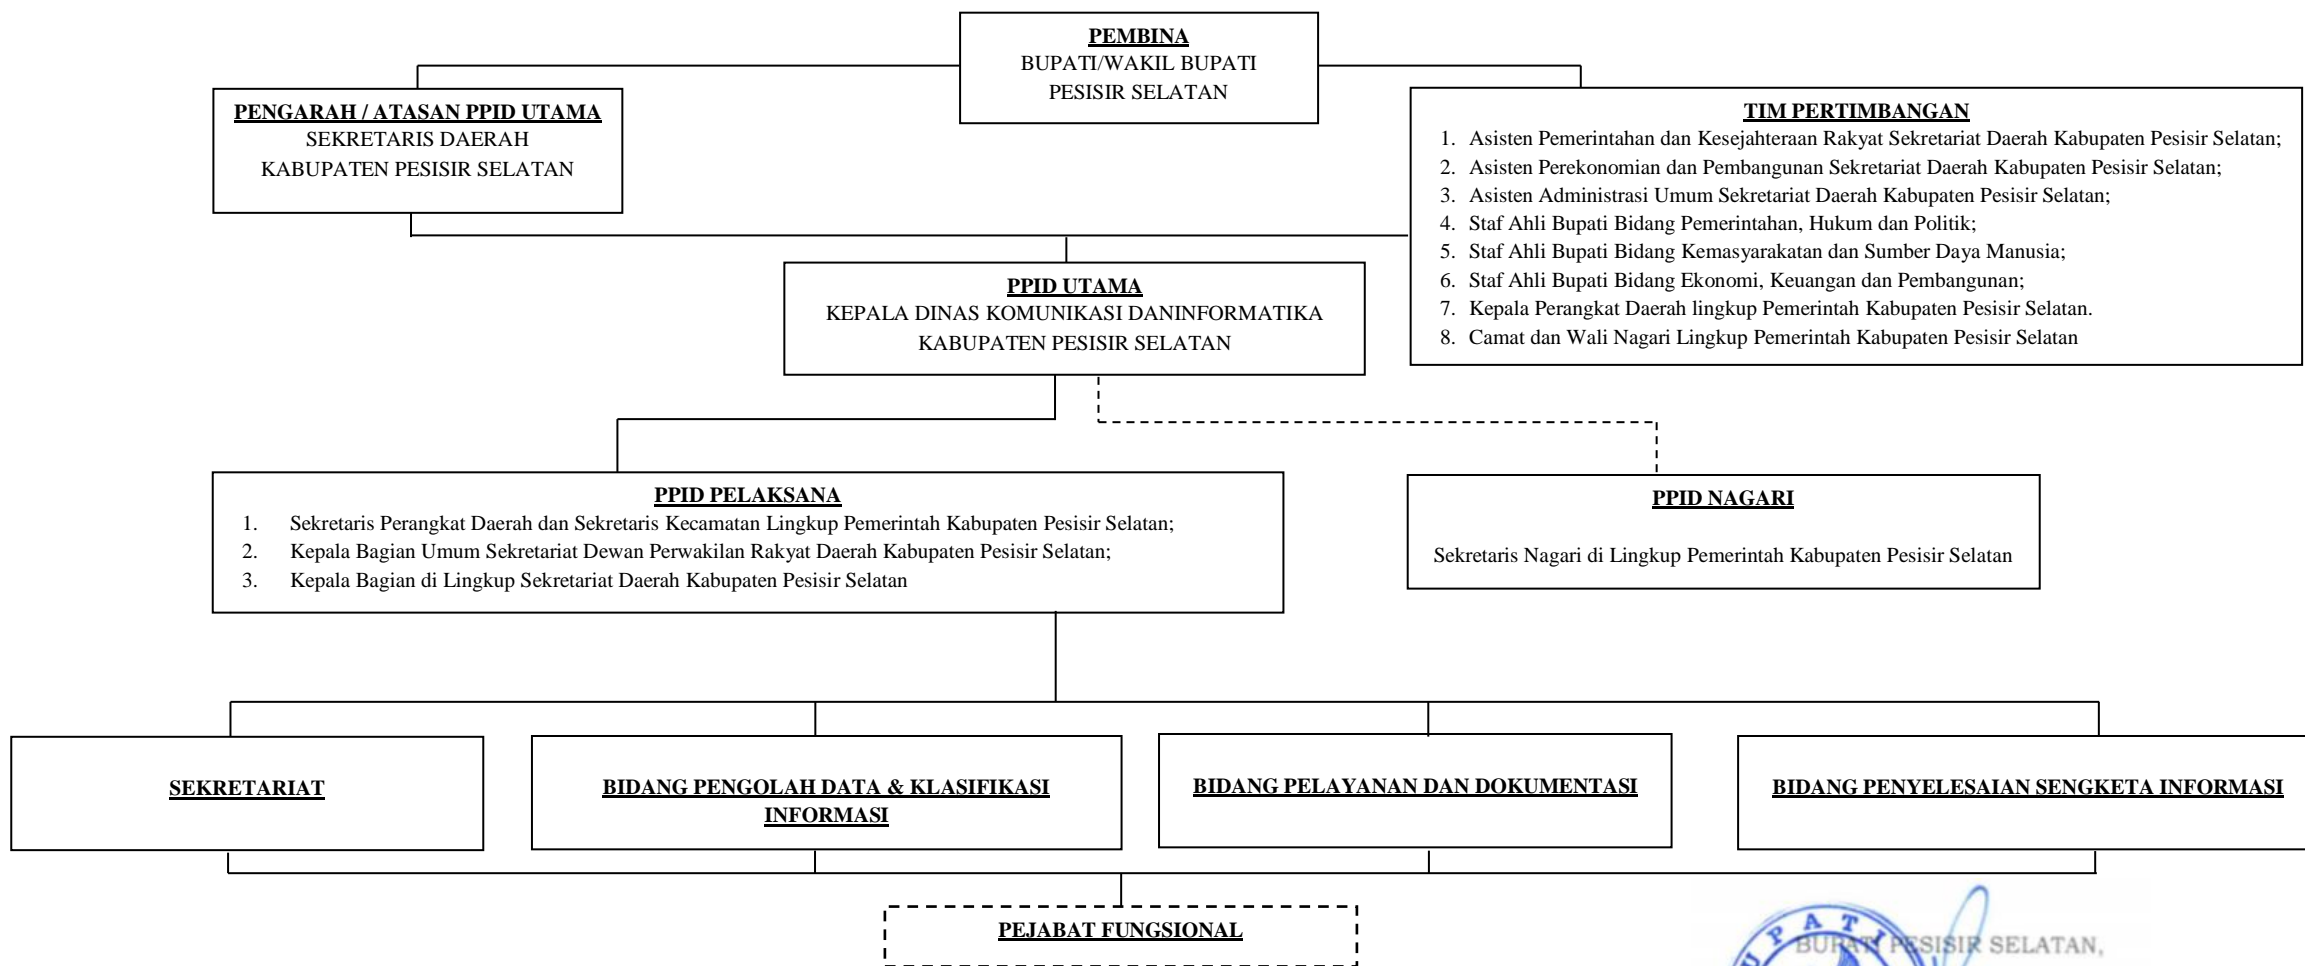 PEMBINA
BUPATI/WAKIL BUPATI
PESISIR SELATAN
PENGARAH / ATASAN PPID UTAMA
SEKRETARIS DAERAH
KABUPATEN PESISIR SELATAN
TIM PERTIMBANGAN
1. Asisten Pemerintahan dan Kesejahteraan Rakyat Sekretariat Daerah Kabupaten Pesisir Selatan;
2. Asisten Perekonomian dan Pembangunan Sekretariat Daerah Kabupaten Pesisir Selatan;
3. Asisten Administrasi Umum Sekretariat Daerah Kabupaten Pesisir Selatan;
4. Staf Ahli Bupati Bidang Pemerintahan, Hukum dan Politik;
5. Staf Ahli Bupati Bidang Kemasyarakatan dan Sumber Daya Manusia;
6. Staf Ahli Bupati Bidang Ekonomi, Keuangan dan Pembangunan;
7. Kepala Perangkat Daerah lingkup Pemerintah Kabupaten Pesisir Selatan.
8. Camat dan Wali Nagari Lingkup Pemerintah Kabupaten Pesisir Selatan
PPID UTAMA
KEPALA DINAS KOMUNIKASI DANINFORMATIKA
KABUPATEN PESISIR SELATAN
PPID PELAKSANA
1. Sekretaris Perangkat Daerah dan Sekretaris Kecamatan Lingkup Pemerintah Kabupaten Pesisir Selatan;
2. Kepala Bagian Umum Sekretariat Dewan Perwakilan Rakyat Daerah Kabupaten Pesisir Selatan;
3. Kepala Bagian di Lingkup Sekretariat Daerah Kabupaten Pesisir Selatan
PPID NAGARI
Sekretaris Nagari di Lingkup Pemerintah Kabupaten Pesisir Selatan
SEKRETARIAT
BIDANG PENGOLAH DATA & KLASIFIKASI
INFORMASI
BIDANG PELAYANAN DAN DOKUMENTASI
BIDANG PENYELESAIAN SENGKETA INFORMASI
PEJABAT FUNGSIONAL
BUPATI PESISIR SELATAN,